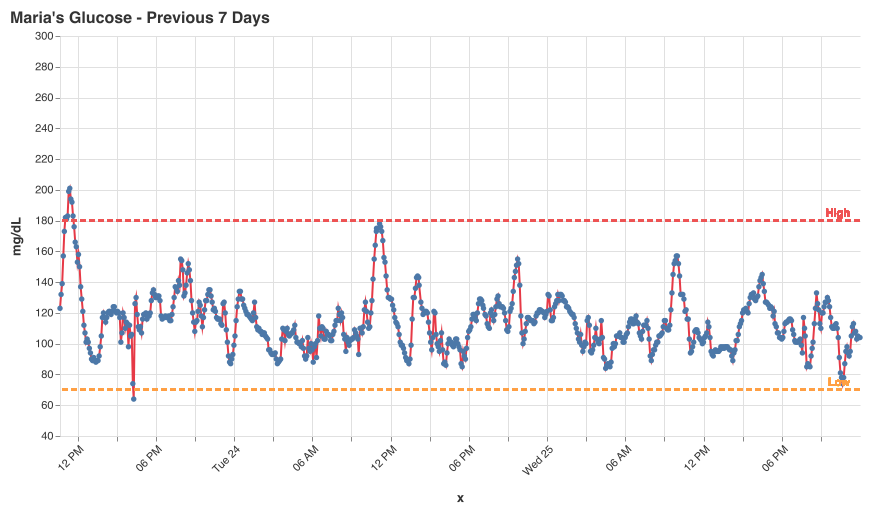 Maria's Glucose - Previous 7 Days
300
280
260
240
220
200
180
160
140
120
100
80
60
40
mg/dL
High
Low
12 PM
06 PM
Tue 24
06 AM
12 PM
06 PM
Wed 25
06 AM
12 PM
06 PM
x